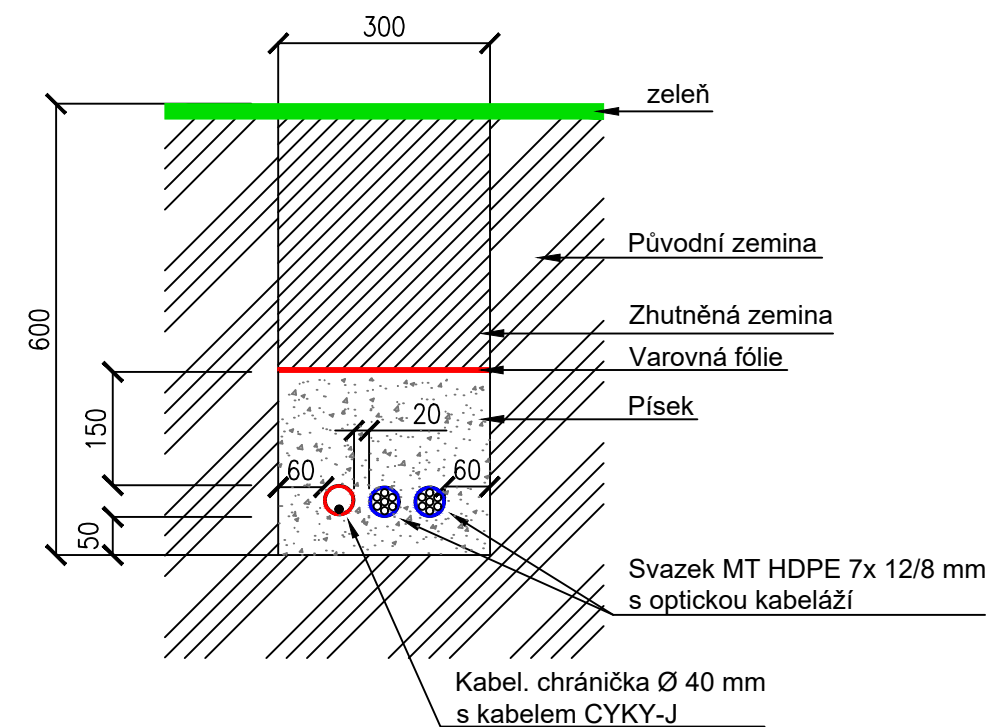 300
zeleň
600
Původní zemina
Zhutněná zemina
Varovná fólie
Písek
150
20
60
60
50
Svazek MT HDPE 7x 12/8 mm
s optickou kabeláží
Kabel. chránička Ø 40 mm
s kabelem CYKY-J